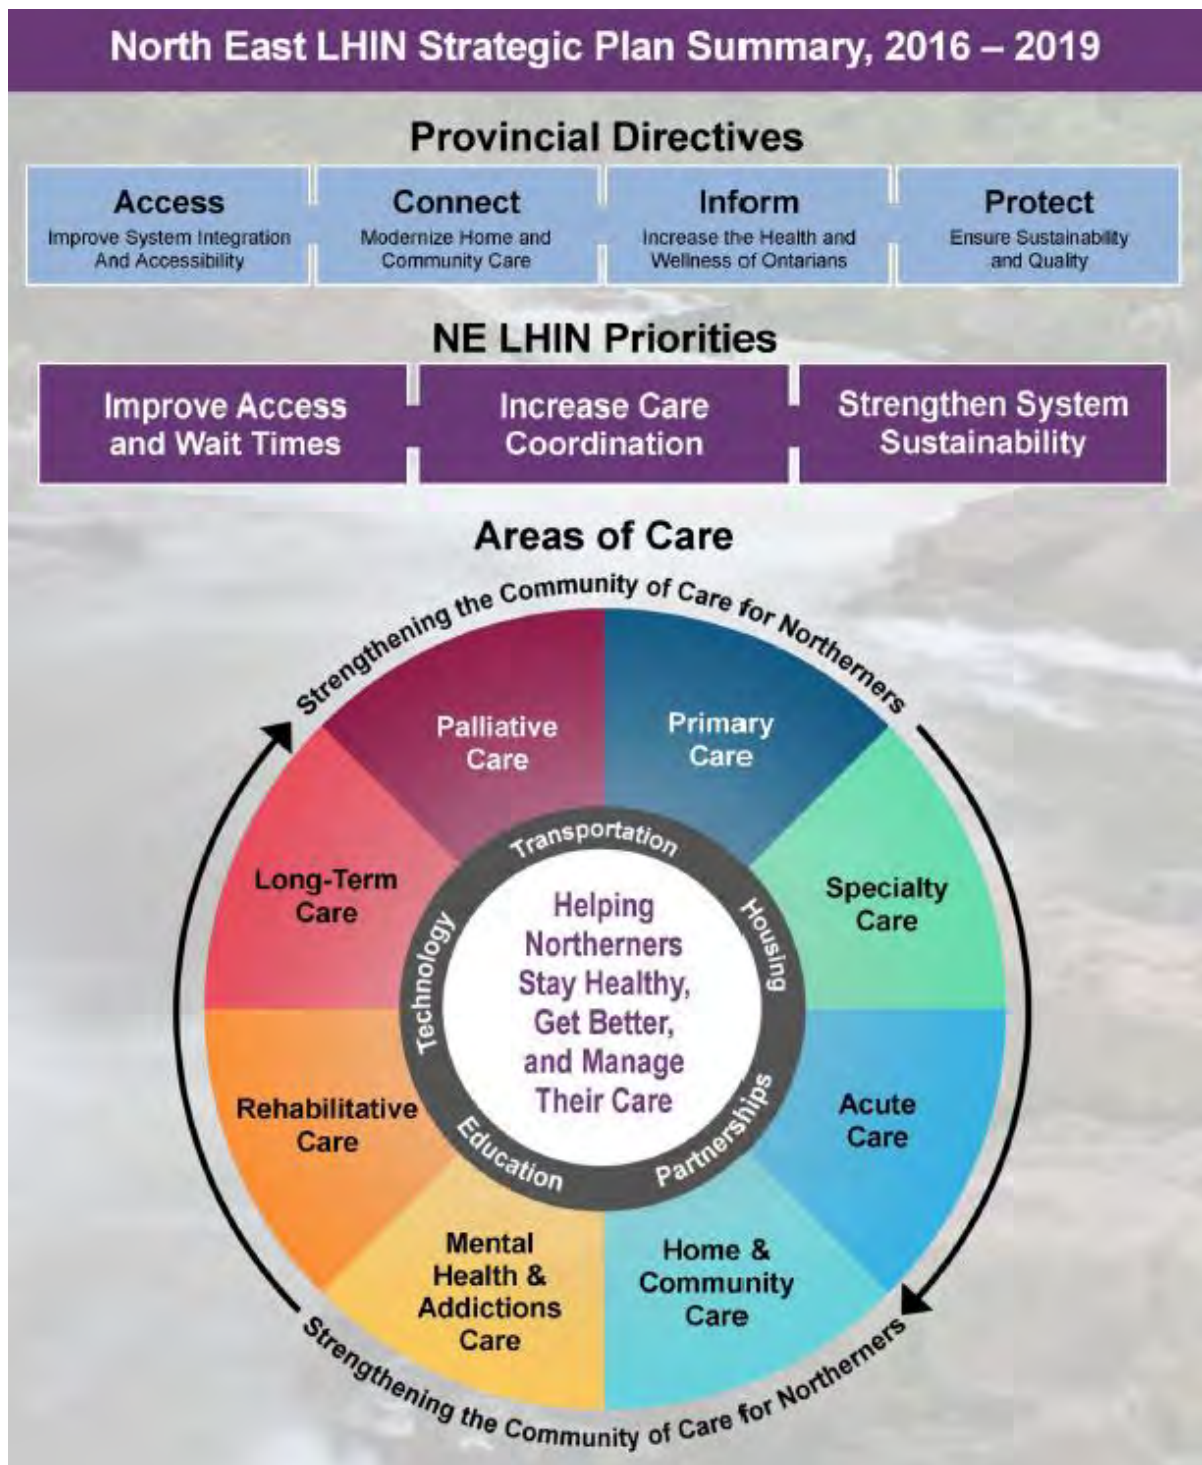 North East LHIN Strategic Plan Summary, 2016 – 2019
Provincial Directives
Access
Improve System Integration
And Accessibility
Connect
Modernize Home and
Community Care
Inform
Increase the Health and
Wellness of Ontarians
Protect
Ensure Sustainability
and Quality
NE LHIN Priorities
Improve Access
and Wait Times
Increase Care
Coordination
Strengthen System
Sustainability
Areas of Care
Strengthening the Community of Care for Northerners
Palliative
Care
Primary
Care
Specialty
Care
Acute
Care
Home &
Community
Care
Mental
Health &
Addictions
Care
Rehabilitative
Care
Long-Term
Care
Transportation
Housing
Partnerships
Education
Technology
Helping
Northerners
Stay Healthy,
Get Better,
and Manage
Their Care
Strengthening the Community of Care for Northerners